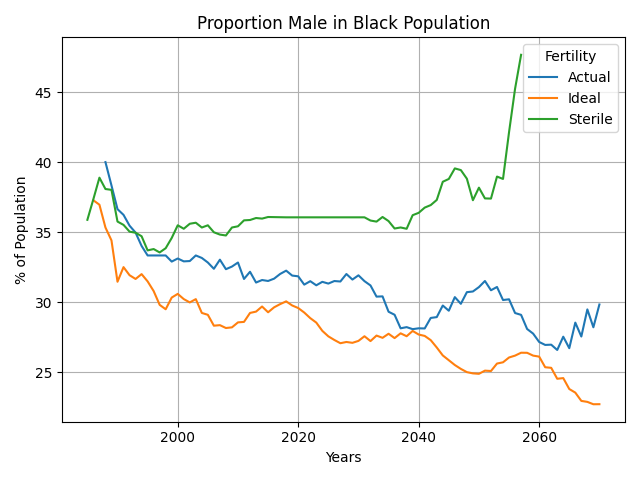 Proportion Male in Black Population
Fertility
Actual
Ideal
Sterile
45
40
35
30
25
% of Population
2000
2020
2040
2060
Years